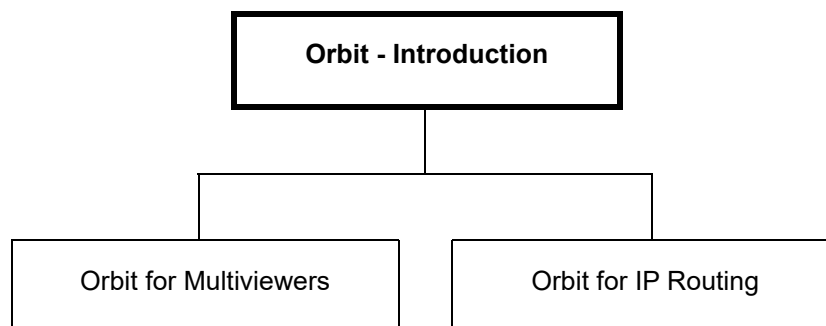 Orbit - Introduction
Orbit for Multiviewers
Orbit for IP Routing